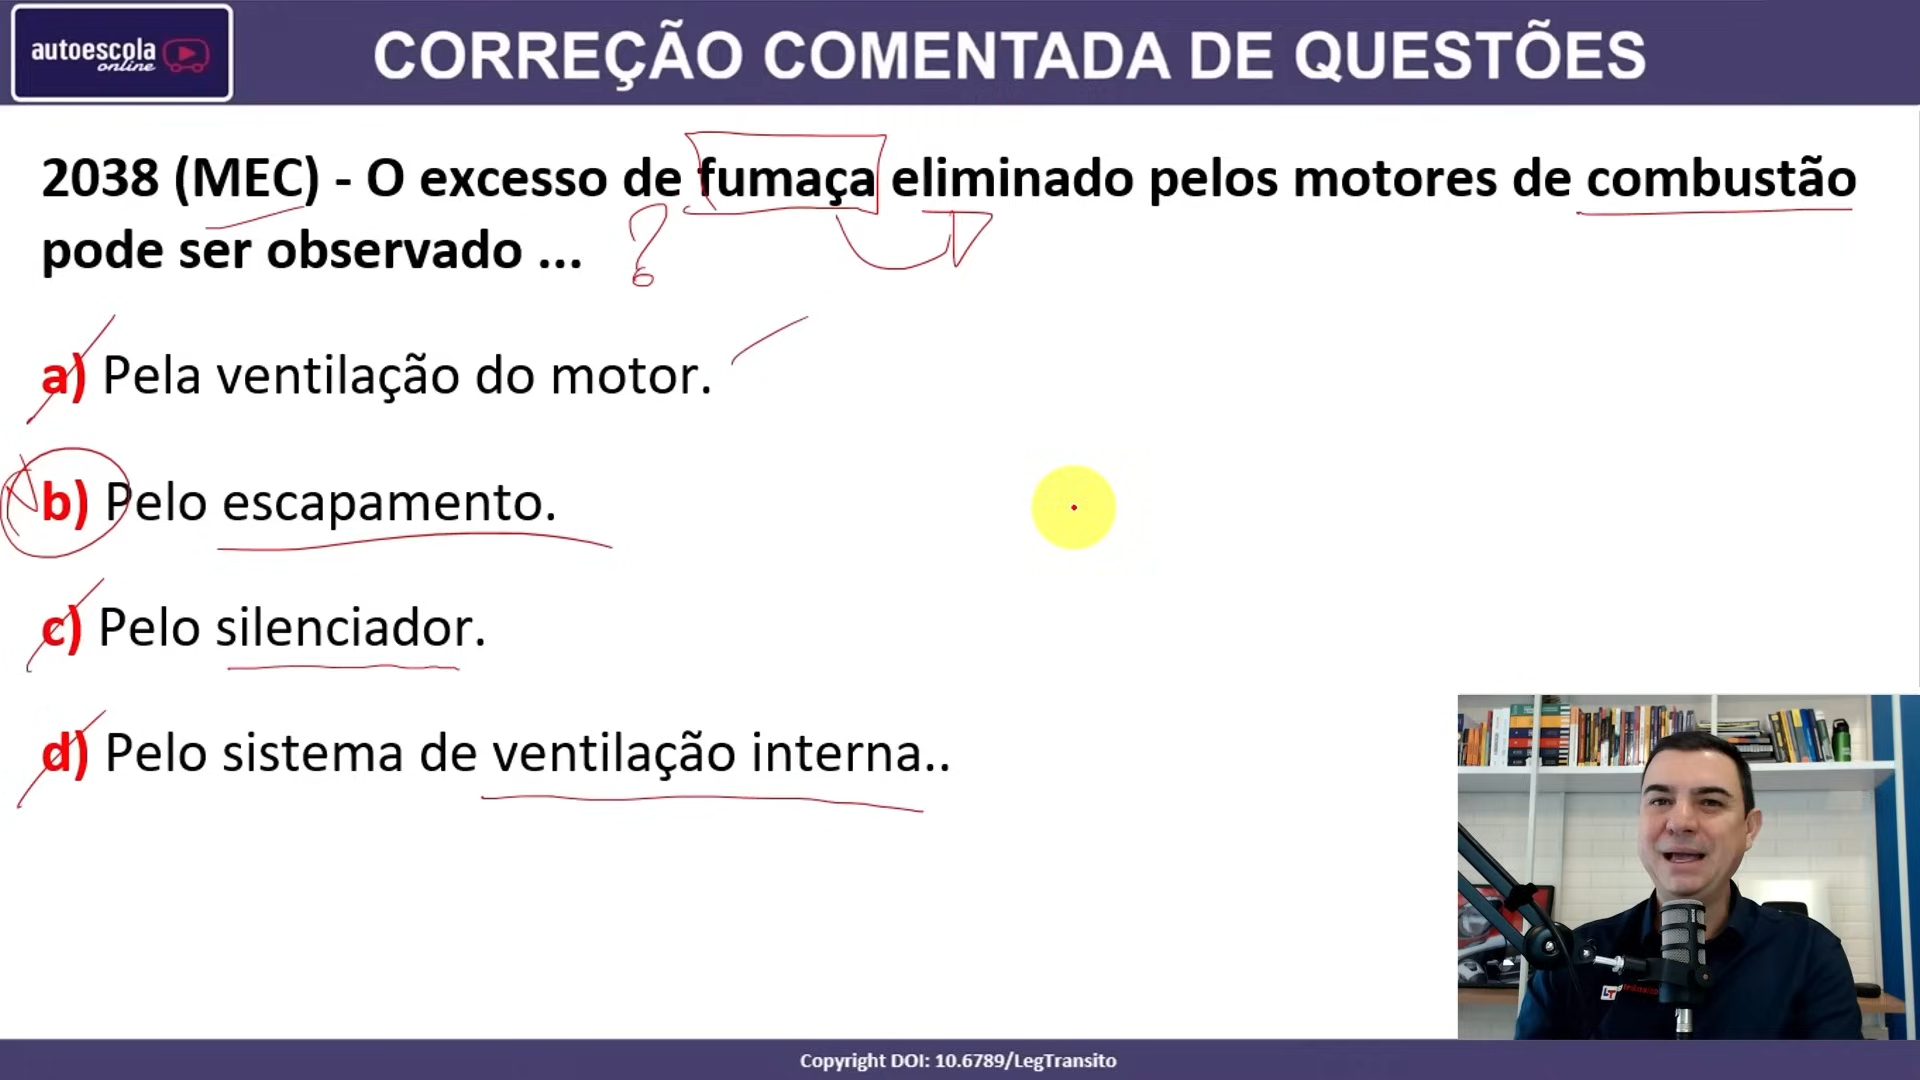 autoescola
online
CORREÇÃO COMENTADA DE QUESTÕES
2038 (MEC) - O excesso de fumaça eliminado pelos motores de combustão
pode ser observado ... ?
a) Pela ventilação do motor.
b) Pelo escapamento.
c) Pelo silenciador.
d) Pelo sistema de ventilação interna..
Copyright DOI: 10.6789/LegTransito